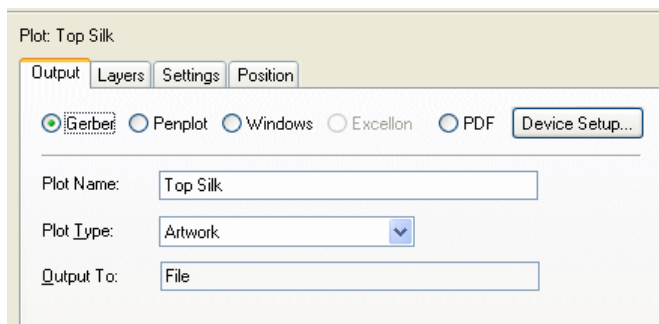 Plot: Top Silk
Output Layers Settings Position
Gerber Penplot Windows Excellon PDF Device Setup...
Plot Name: Top Silk
Plot Type: Artwork
Output To: File